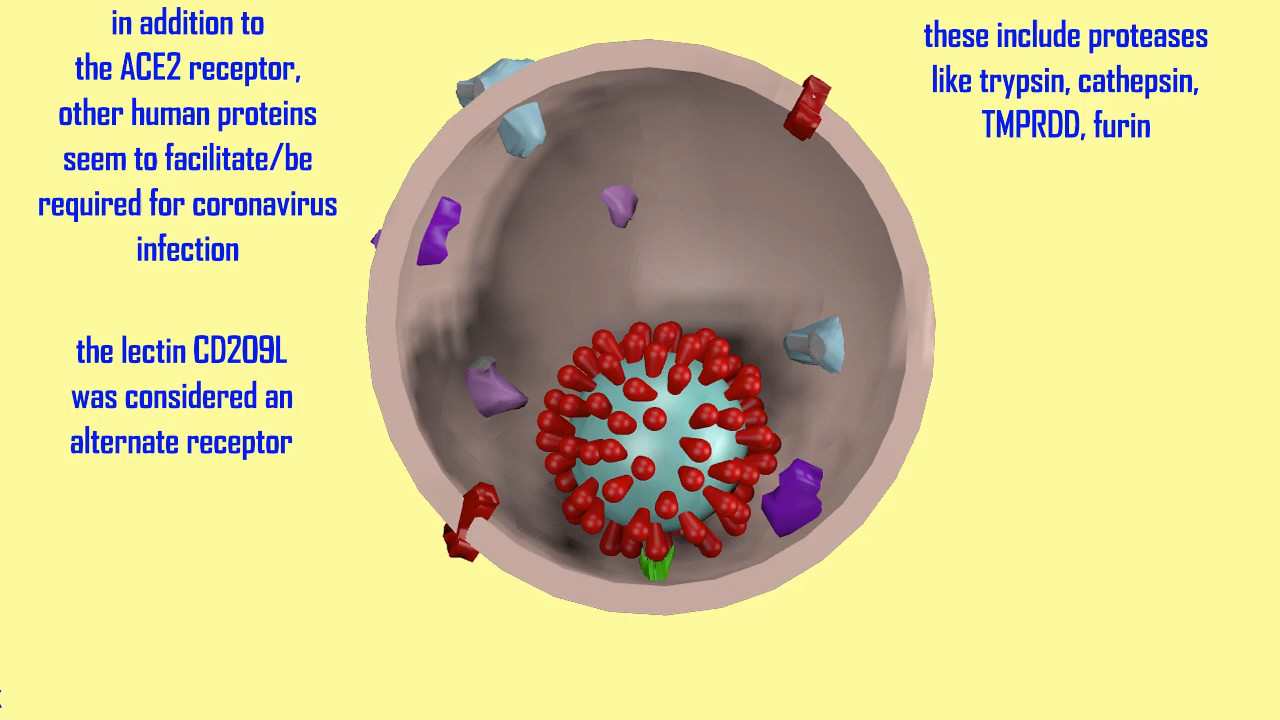 in addition to
the ACE2 receptor,
other human proteins
seem to facilitate/be
required for coronavirus
infection
the lectin CD209L
was considered an
alternate receptor
these include proteases
like trypsin, cathepsin,
TMPRDD, furin